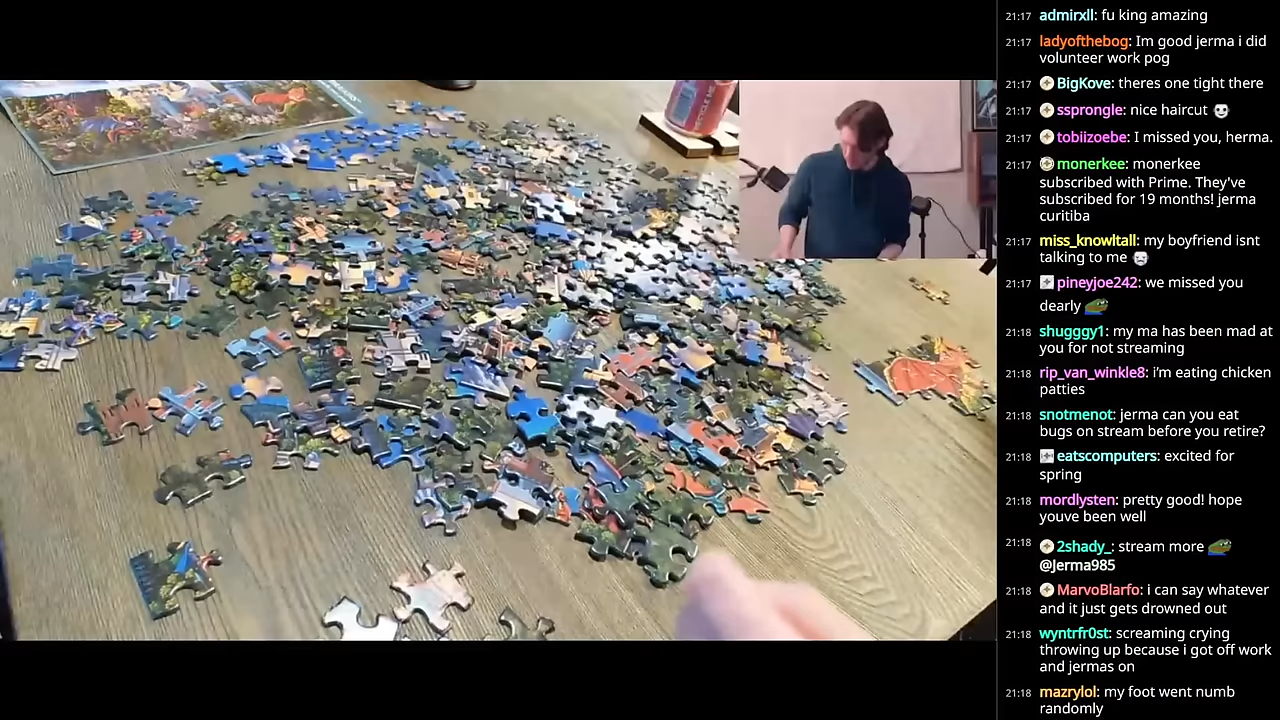 21:17 admirxll: fu king amazing
21:17 ladyofthebog: Im good jerma i did
volunteer work pog
21:17 BigKove: theres one tight there
21:17 ssprongle: nice haircut
21:17 tobiizoebe: I missed you, herma.
21:17 monerkee: monerkee
subscribed with Prime. They've
subscribed for 19 months! jerma
curitiba
21:17 miss_knowltall: my boyfriend isnt
talking to me
21:17 pineyjoe242: we missed you
dearly
21:18 shugggy1: my ma has been mad at
you for not streaming
21:18 rip_van_winkle8: i'm eating chicken
patties
21:18 snotmenot: jerma can you eat
bugs on stream before you retire?
21:18 eatscomputers: excited for
spring
21:18 mordlysten: pretty good! hope
youve been well
21:18 2shady_: stream more
@Jerma985
21:18 MarvoBlarfo: i can say whatever
and it just gets drowned out
21:18 wyntrfr0st: screaming crying
throwing up because i got off work
and jermas on
21:18 mazrylol: my foot went numb
randomly